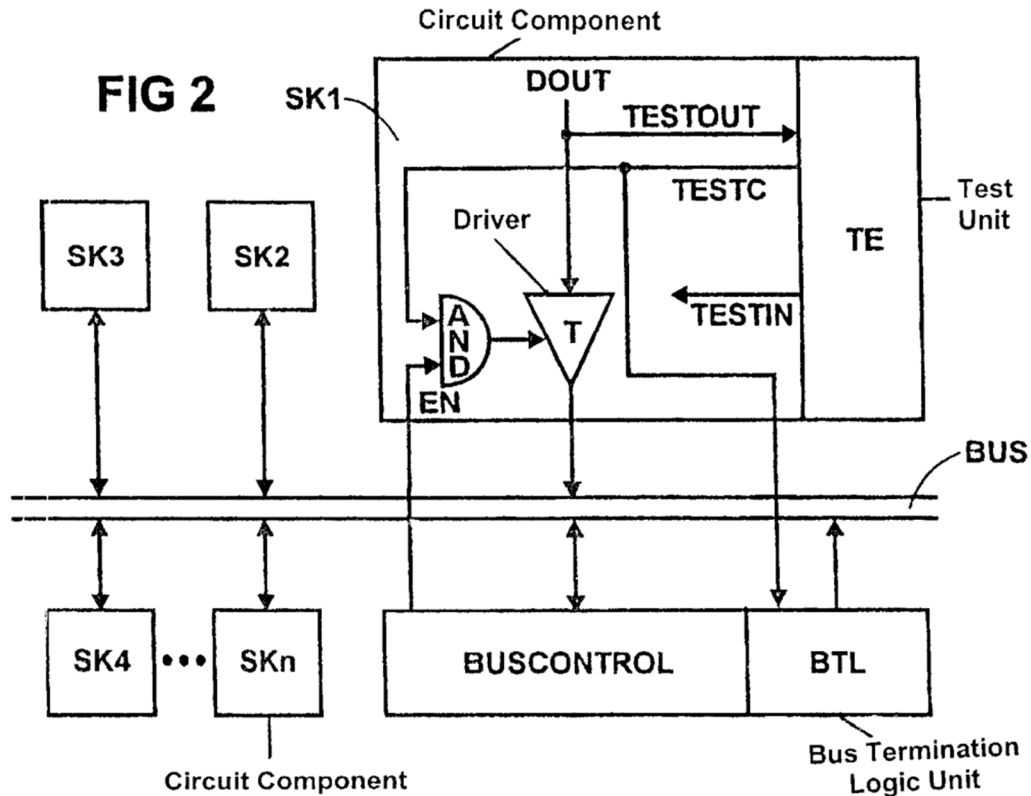 Circuit Component
FIG 2
SK1
DOUT
TESTOUT
TESTC
Test
Unit
TE
Driver
SK3
SK2
TESTIN
AND
T
EN
BUS
SK4
•••
SKn
BUSCONTROL
BTL
Circuit Component
Bus Termination
Logic Unit